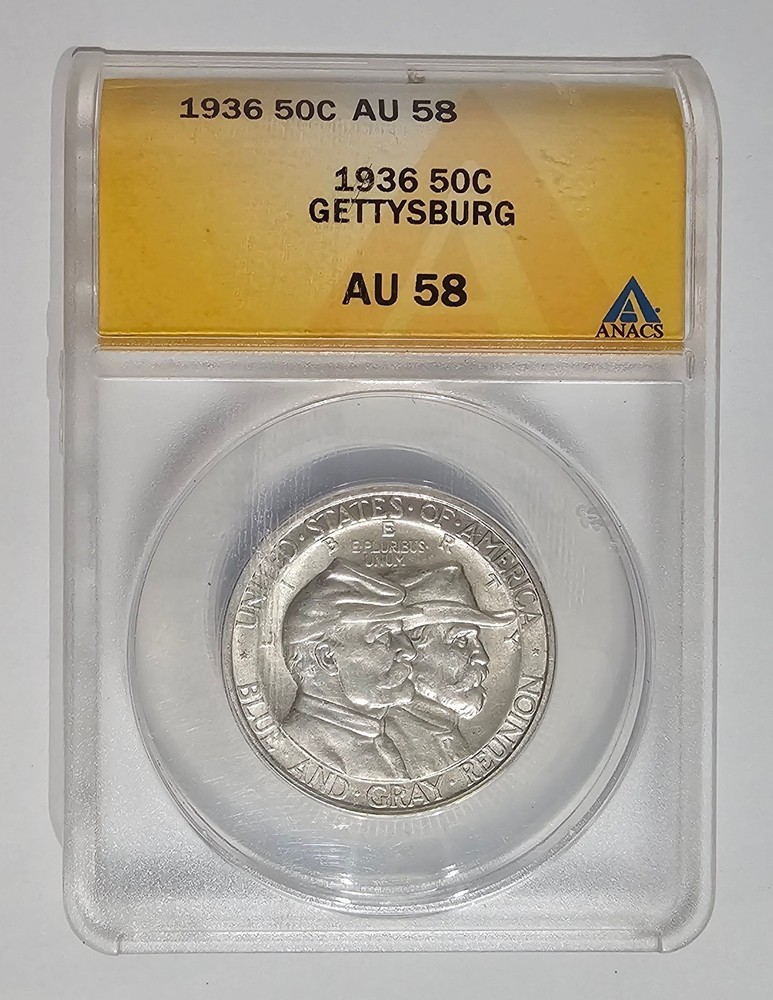 1936 50C AU 58
1936 50C
GETTYSBURG
AU 58
ANACS
UNITED·STATES·OF·AMERICA
LIBERTY
E·PLURIBUS·
UNUM
* BLUE AND·GRAY·REUNION *